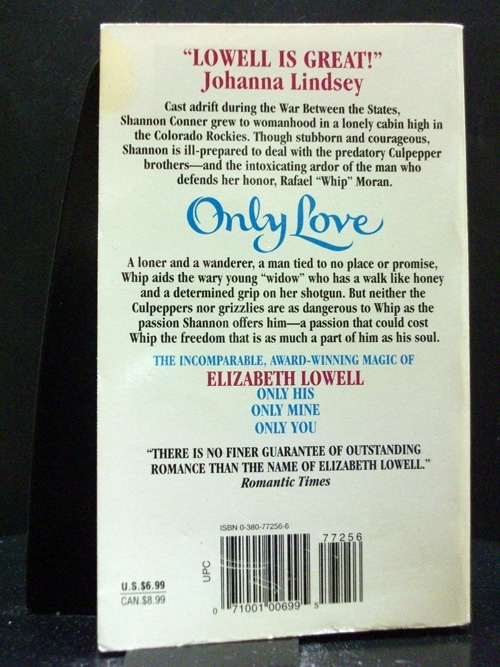 “LOWELL IS GREAT!”
Johanna Lindsey
Cast adrift during the War Between the States,
Shannon Conner grew to womanhood in a lonely cabin high in
the Colorado Rockies. Though stubborn and courageous,
Shannon is ill-prepared to deal with the predatory Culpepper
brothers—and the intoxicating ardor of the man who
defends her honor, Rafael “Whip” Moran.
Only Love
A loner and a wanderer, a man tied to no place or promise,
Whip aids the wary young “widow” who has a walk like honey
and a determined grip on her shotgun. But neither the
Culpeppers nor grizzlies are as dangerous to Whip as the
passion Shannon offers him—a passion that could cost
Whip the freedom that is as much a part of him as his soul.
THE INCOMPARABLE, AWARD-WINNING MAGIC OF
ELIZABETH LOWELL
ONLY HIS
ONLY MINE
ONLY YOU
“THERE IS NO FINER GUARANTEE OF OUTSTANDING
ROMANCE THAN THE NAME OF ELIZABETH LOWELL.”
Romantic Times
ISBN 0-380-77256-6
77256
UPC
U.S.$6.99
CAN.$8.99
0 71001 00699 5